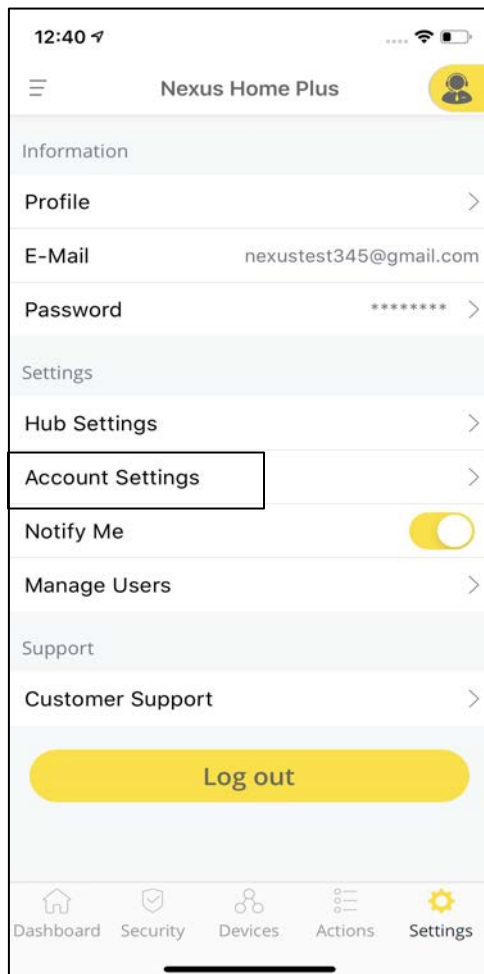 12:40
Nexus Home Plus
Information
Profile
E-Mail nexustest345@gmail.com
Password ********
Settings
Hub Settings
Account Settings
Notify Me
Manage Users
Support
Customer Support
Log out
Dashboard Security Devices Actions Settings